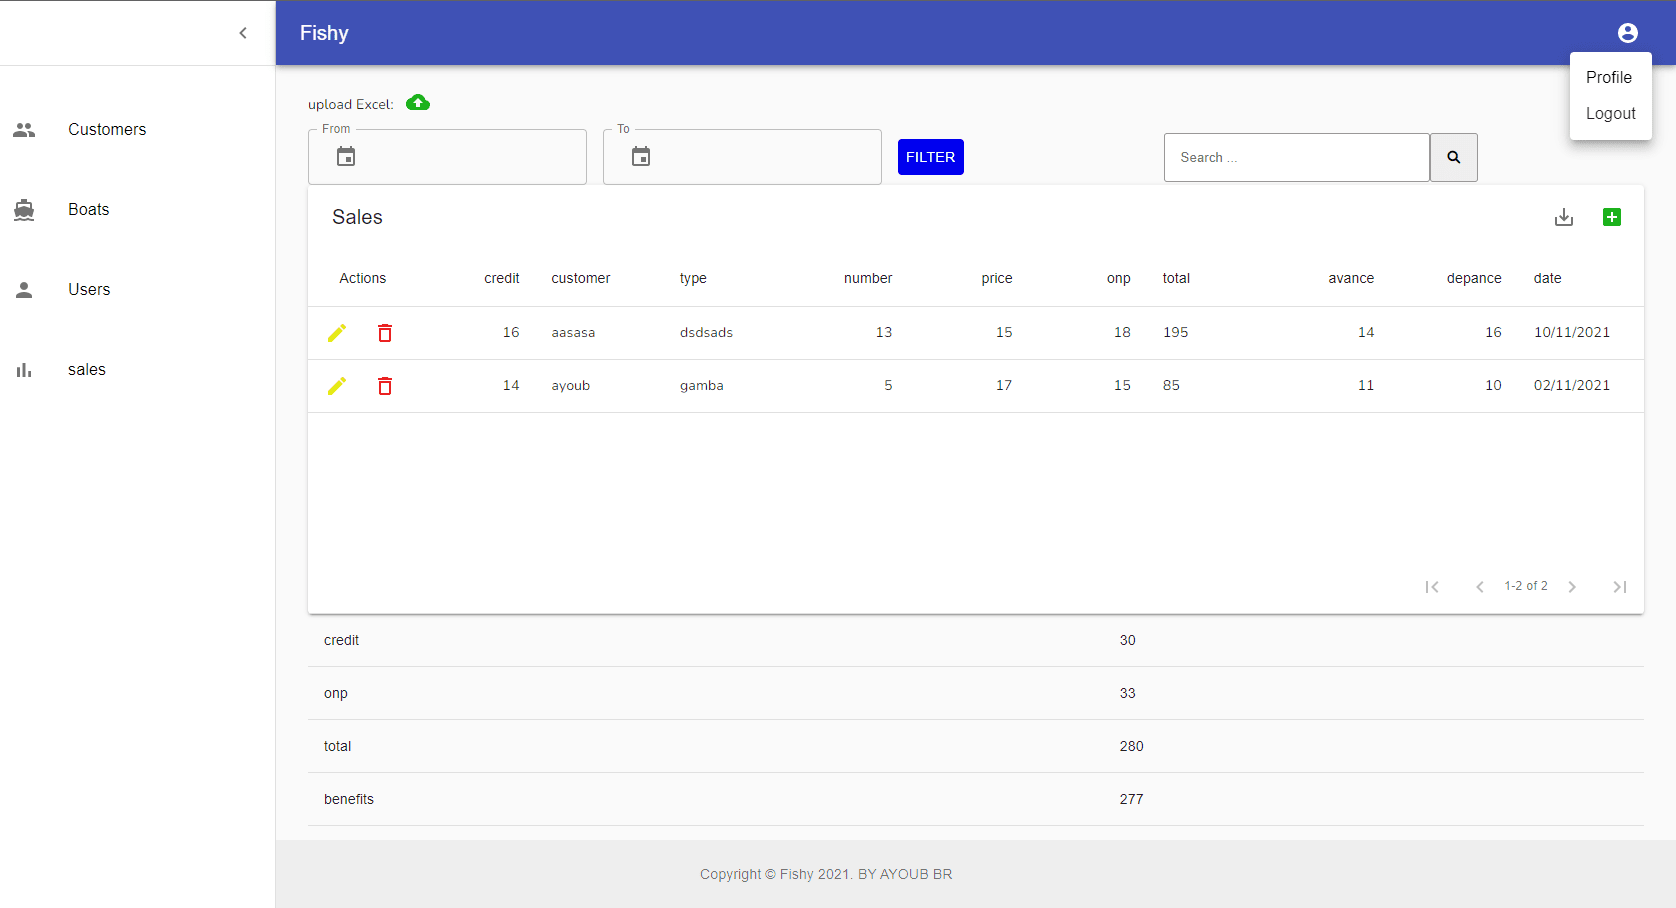 Fishy
Profile
Logout
Customers
Boats
Users
sales
upload Excel:
From
To
FILTER
Search ...
Sales
Actions credit customer type number price onp total avance depance date
16 aasasa dsdsads 13 15 18 195 14 16 10/11/2021
14 ayoub gamba 5 17 15 85 11 10 02/11/2021
1-2 of 2
credit 30
onp 33
total 280
benefits 277
Copyright © Fishy 2021. BY AYOUB BR